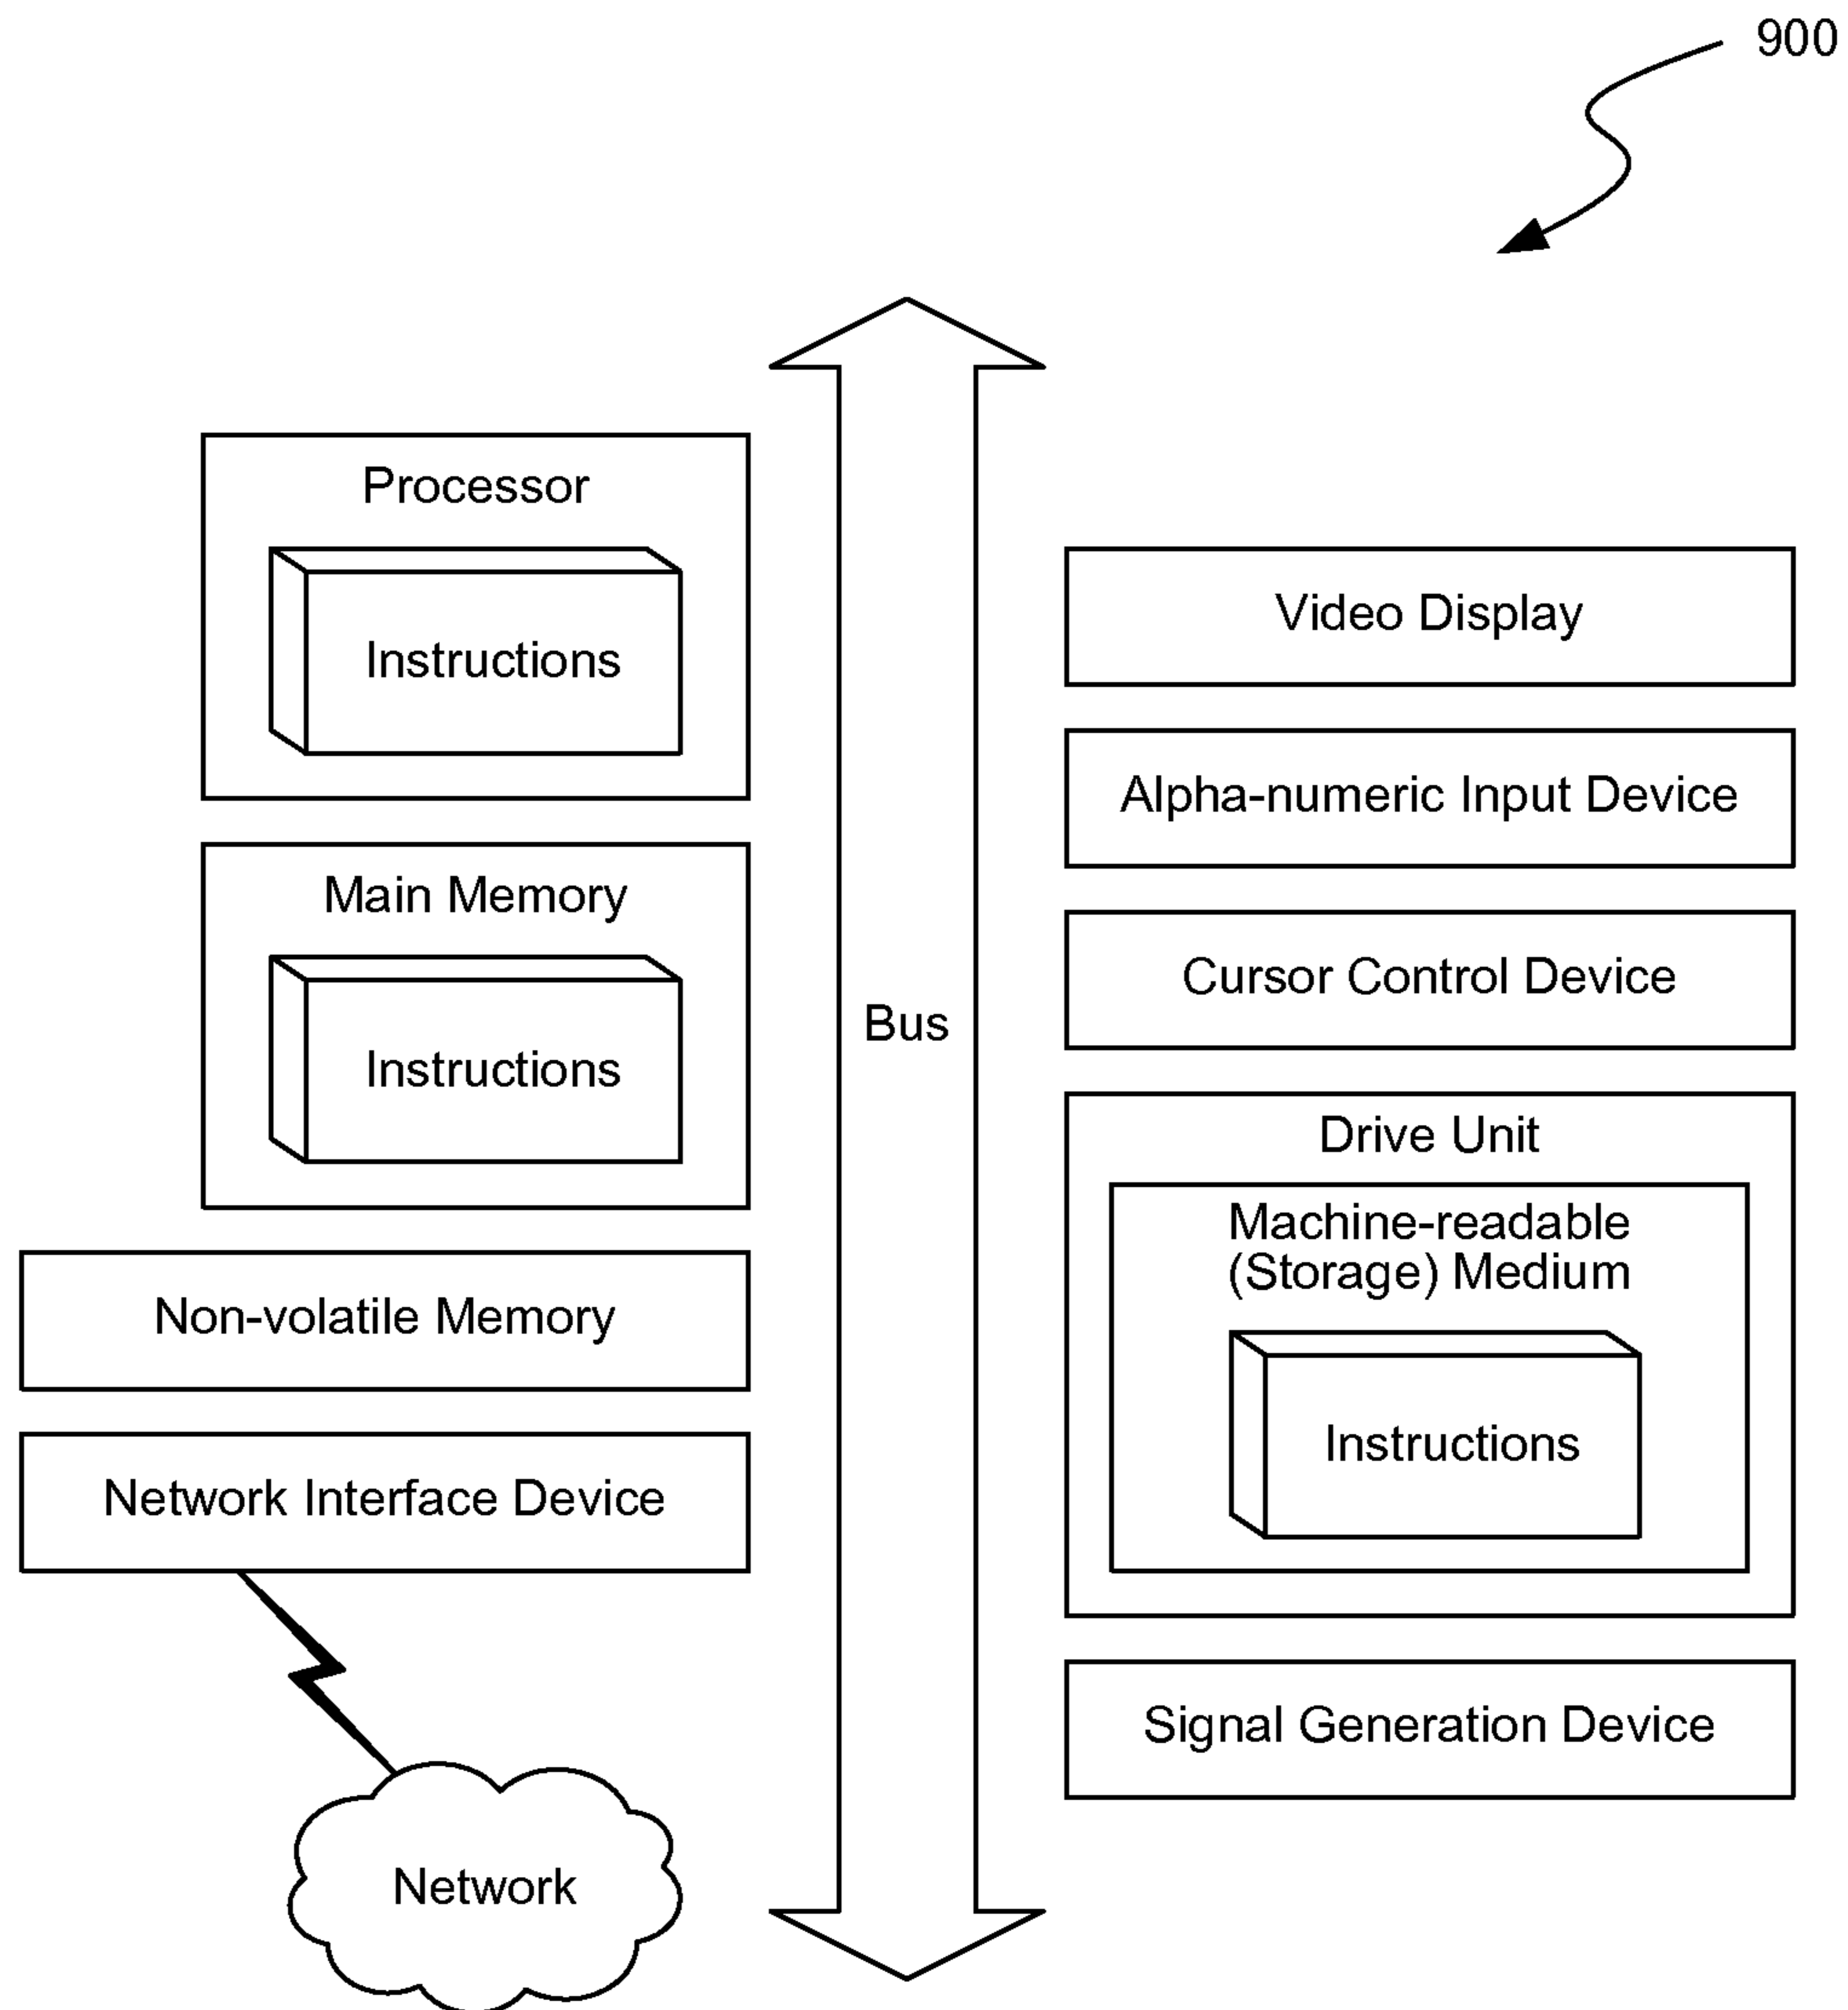 900
Processor
Instructions
Main Memory
Instructions
Non-volatile Memory
Network Interface Device
Network
Bus
Video Display
Alpha-numeric Input Device
Cursor Control Device
Drive Unit
Machine-readable
(Storage) Medium
Instructions
Signal Generation Device